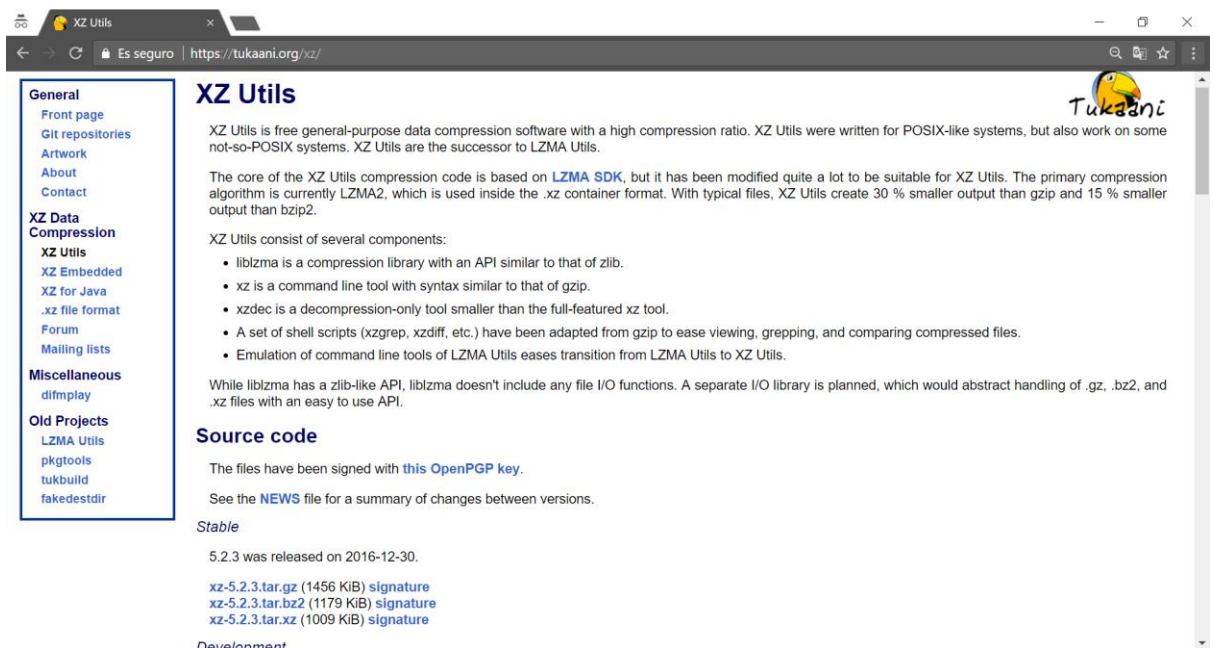 XZ Utils
Es seguro | https://tukaani.org/xz/
General
Front page
Git repositories
Artwork
About
Contact
XZ Data
Compression
XZ Utils
XZ Embedded
XZ for Java
.xz file format
Forum
Mailing lists
Miscellaneous
difmplay
Old Projects
LZMA Utils
pkgtools
tukbuild
fakedestdir
Tukaani
XZ Utils
XZ Utils is free general-purpose data compression software with a high compression ratio. XZ Utils were written for POSIX-like systems, but also work on some
not-so-POSIX systems. XZ Utils are the successor to LZMA Utils.
The core of the XZ Utils compression code is based on LZMA SDK, but it has been modified quite a lot to be suitable for XZ Utils. The primary compression
algorithm is currently LZMA2, which is used inside the .xz container format. With typical files, XZ Utils create 30 % smaller output than gzip and 15 % smaller
output than bzip2.
XZ Utils consist of several components:
• liblzma is a compression library with an API similar to that of zlib.
• xz is a command line tool with syntax similar to that of gzip.
• xzdec is a decompression-only tool smaller than the full-featured xz tool.
• A set of shell scripts (xzgrep, xzdiff, etc.) have been adapted from gzip to ease viewing, grepping, and comparing compressed files.
• Emulation of command line tools of LZMA Utils eases transition from LZMA Utils to XZ Utils.
While liblzma has a zlib-like API, liblzma doesn't include any file I/O functions. A separate I/O library is planned, which would abstract handling of .gz, .bz2, and
.xz files with an easy to use API.
Source code
The files have been signed with this OpenPGP key.
See the NEWS file for a summary of changes between versions.
Stable
5.2.3 was released on 2016-12-30.
xz-5.2.3.tar.gz (1456 KiB) signature
xz-5.2.3.tar.bz2 (1179 KiB) signature
xz-5.2.3.tar.xz (1009 KiB) signature
Development